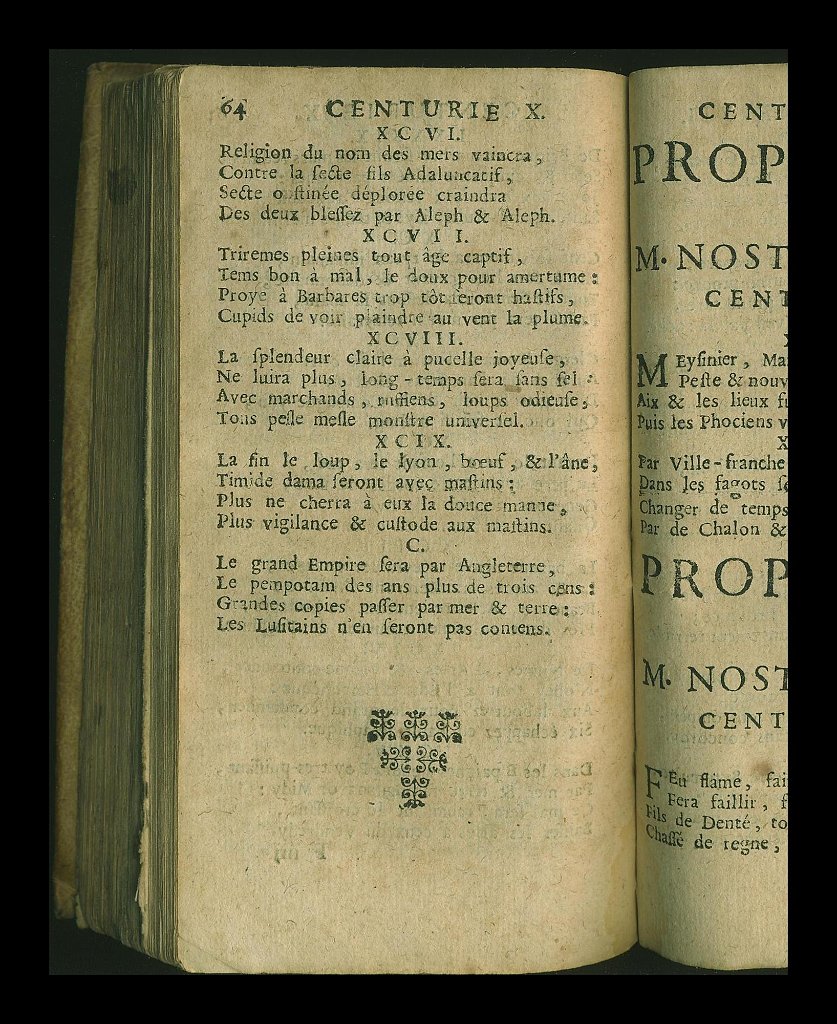 64 CENTURIE X.
XCVI.
Religion du nom des mers vaincra,
Contre la ſecte fils Adaluncatif,
Secte obſtinée déploree craindra
Des deux bleſſez par Aleph & Aleph.
XCVII.
Triremes pleines tout âge captif,
Tems bon à mal, le doux pour amertume :
Proye à Barbares trop tôt ſeront haſtifs,
Cupids de voir plaindre au vent la plume.
XCVIII.
La ſplendeur claire à pucelle joyeuſe,
Ne luira plus, long-temps ſera ſans ſel :
Avec marchands, ruffiens, loups odieuſe,
Tous peſle meſle monſtre univerſel.
XCIX.
La fin le loup, le lyon, bœuf, & l'âne,
Timide dama ſeront avec maſtins :
Plus ne cherra à eux la douce manne,
Plus vigilance & cuſtode aux maſtins.
C.
Le grand Empire ſera par Angleterre,
Le pempotam des ans plus de trois cens :
Grandes copies paſſer par mer & terre :
Les Luſitains n'en ſeront pas contens.
CENT
PROP
M. NOST
CENT
X
MEyſinier, Ma
Peſte & nouv
Aix & les lieux f
Puis les Phociens v
X
Par Ville-franche
Dans les fagots ſe
Changer de temps
Par de Chalon &
PROP
M. NOST
CENT
FEu flame, fai
Fera faillir, f
Fils de Denté, to
Chaſſé de regne,